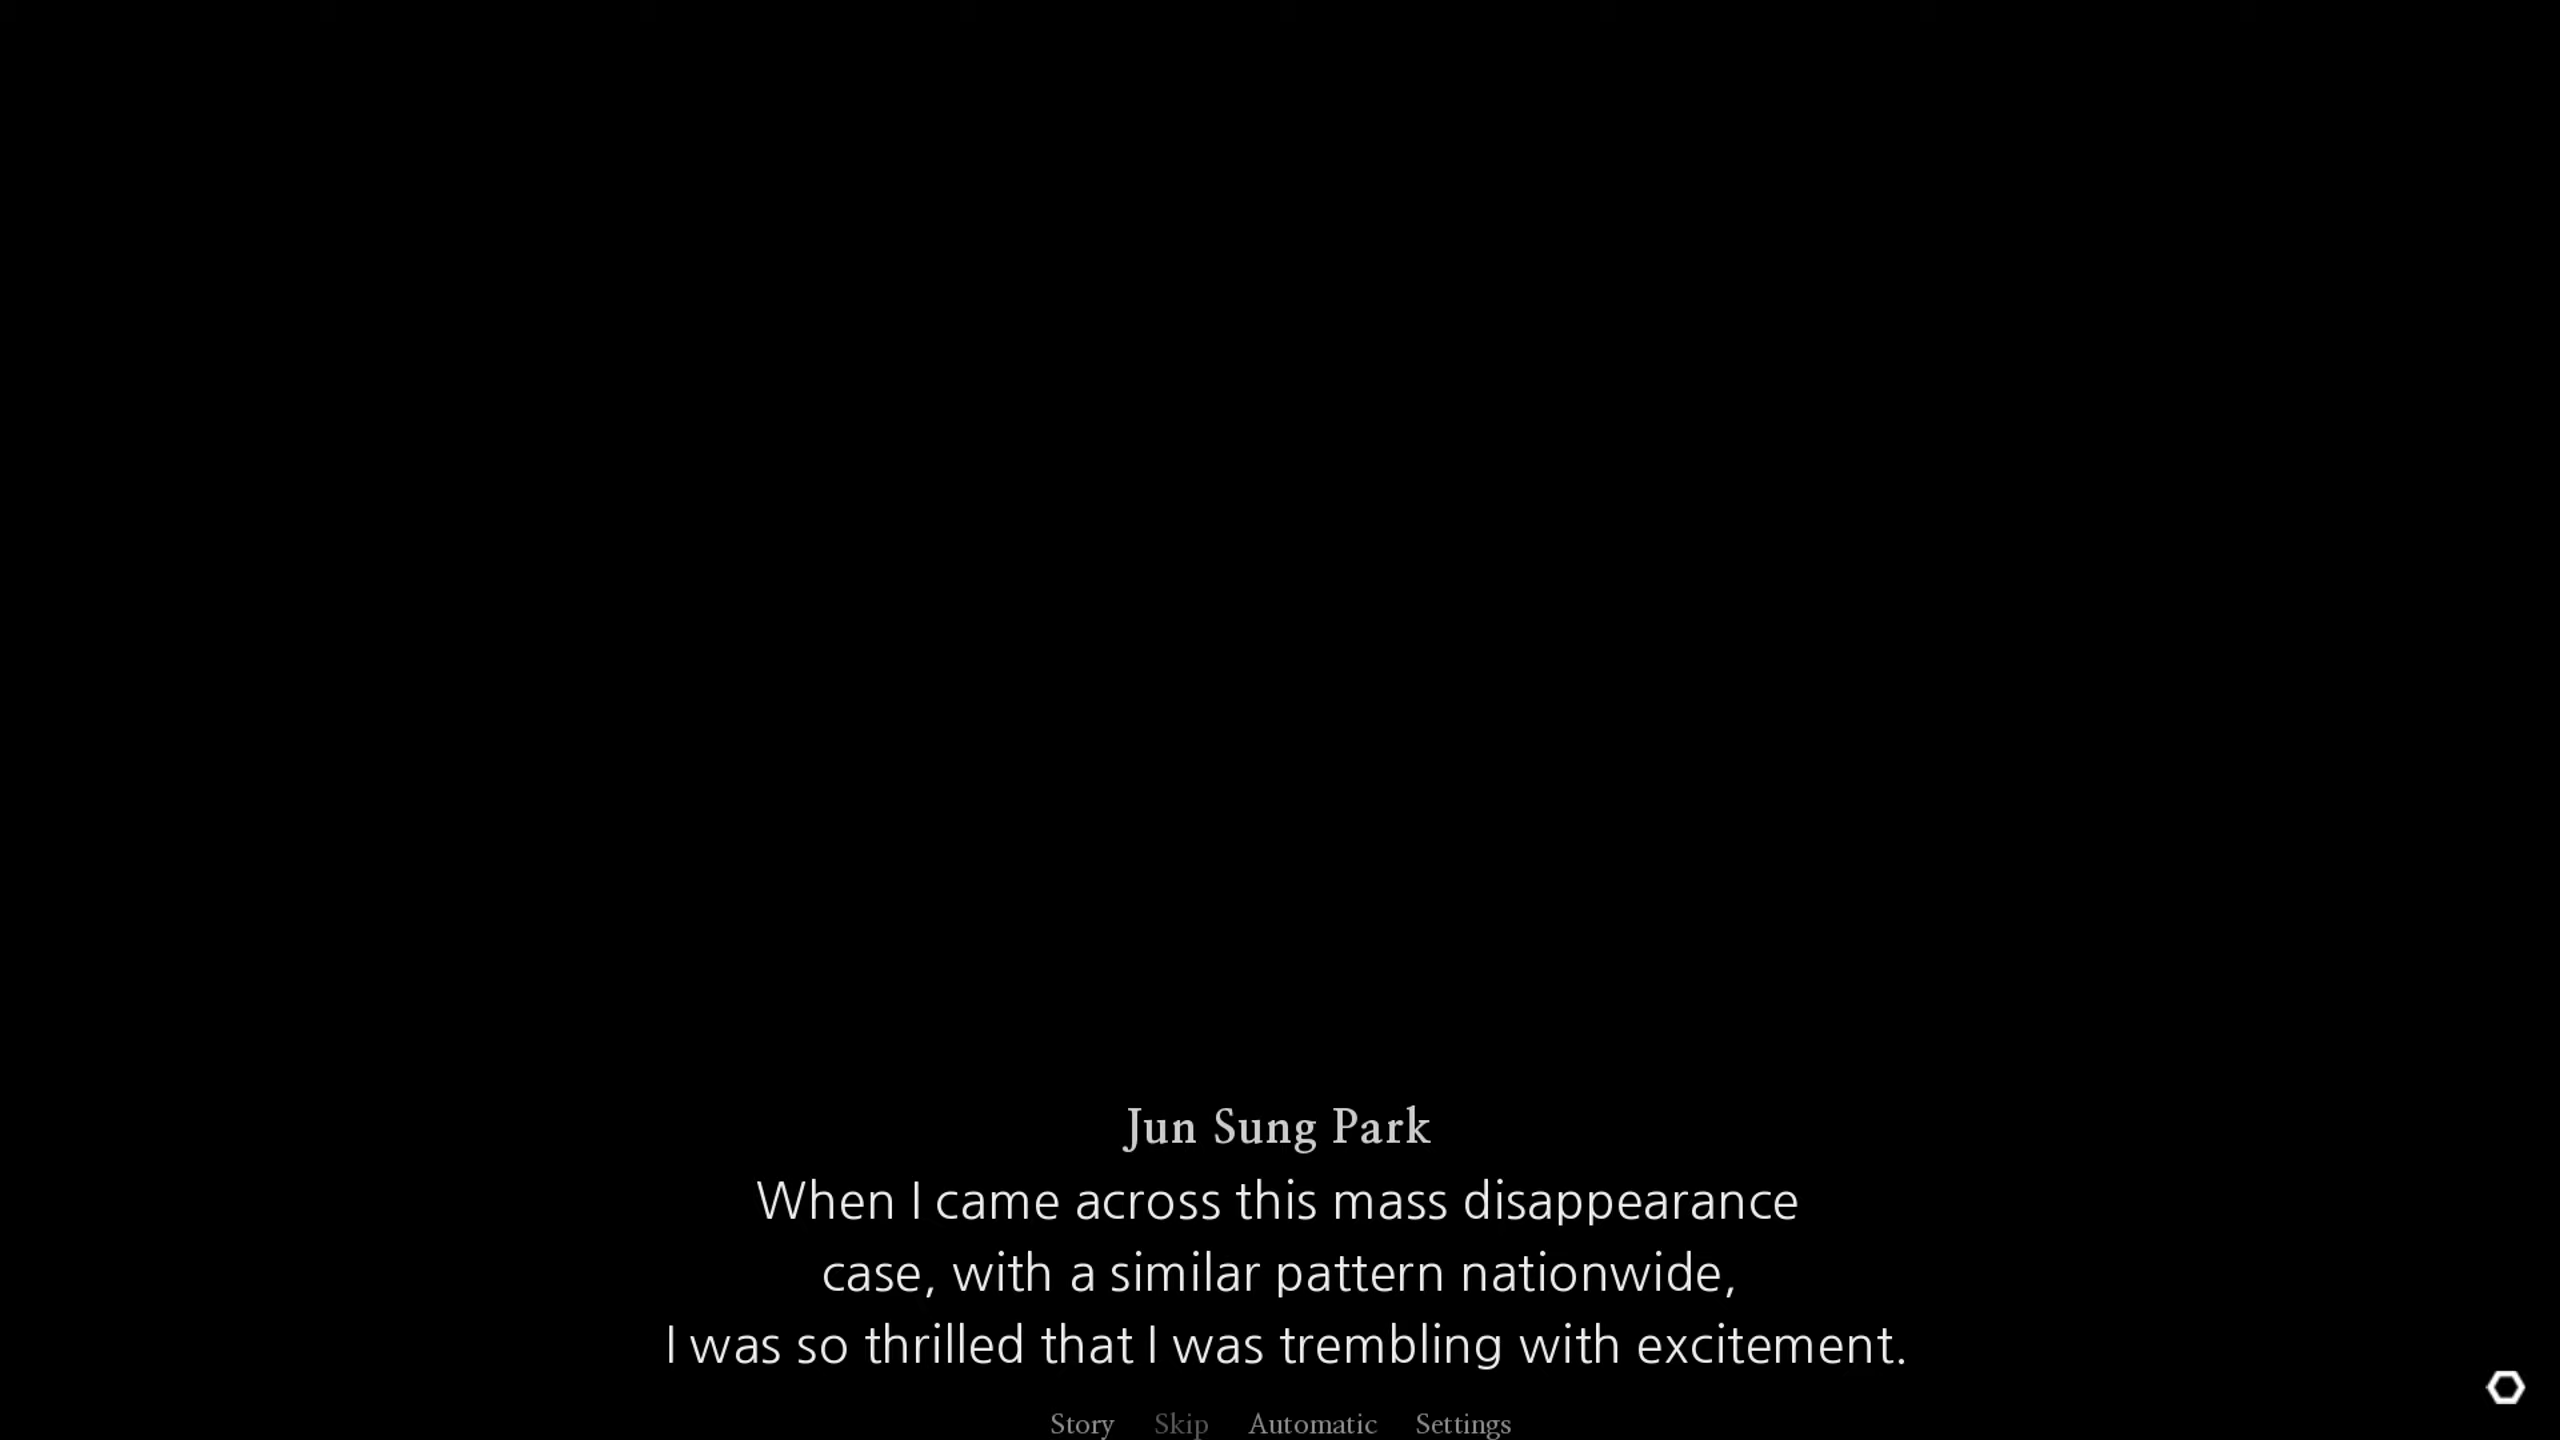 Jun Sung Park
When I came across this mass disappearance
case, with a similar pattern nationwide,
I was so thrilled that I was trembling with excitement.
Story Skip Automatic Settings